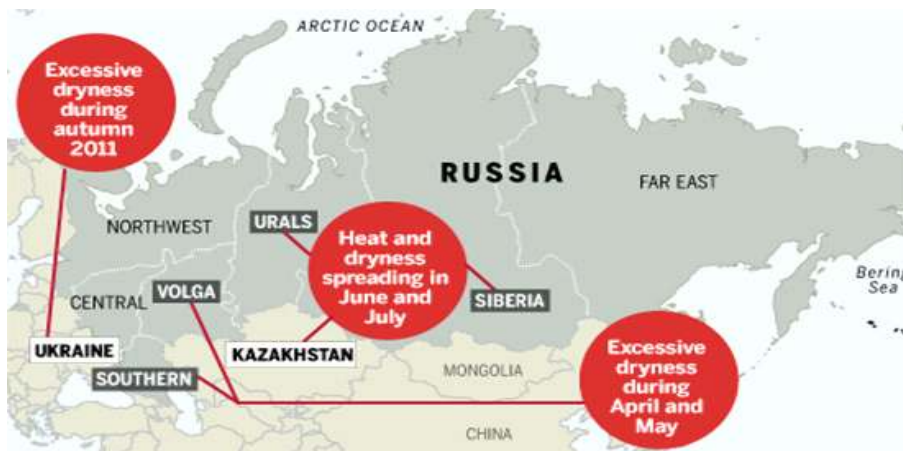 ARCTIC OCEAN
Excessive
dryness
during
autumn
2011
RUSSIA
FAR EAST
NORTHWEST
URALS
Heat and
dryness
spreading in
June and
July
Bering
Sea
CENTRAL
VOLGA
SIBERIA
UKRAINE
KAZAKHSTAN
SOUTHERN
MONGOLIA
Excessive
dryness
during
April and
May
CHINA